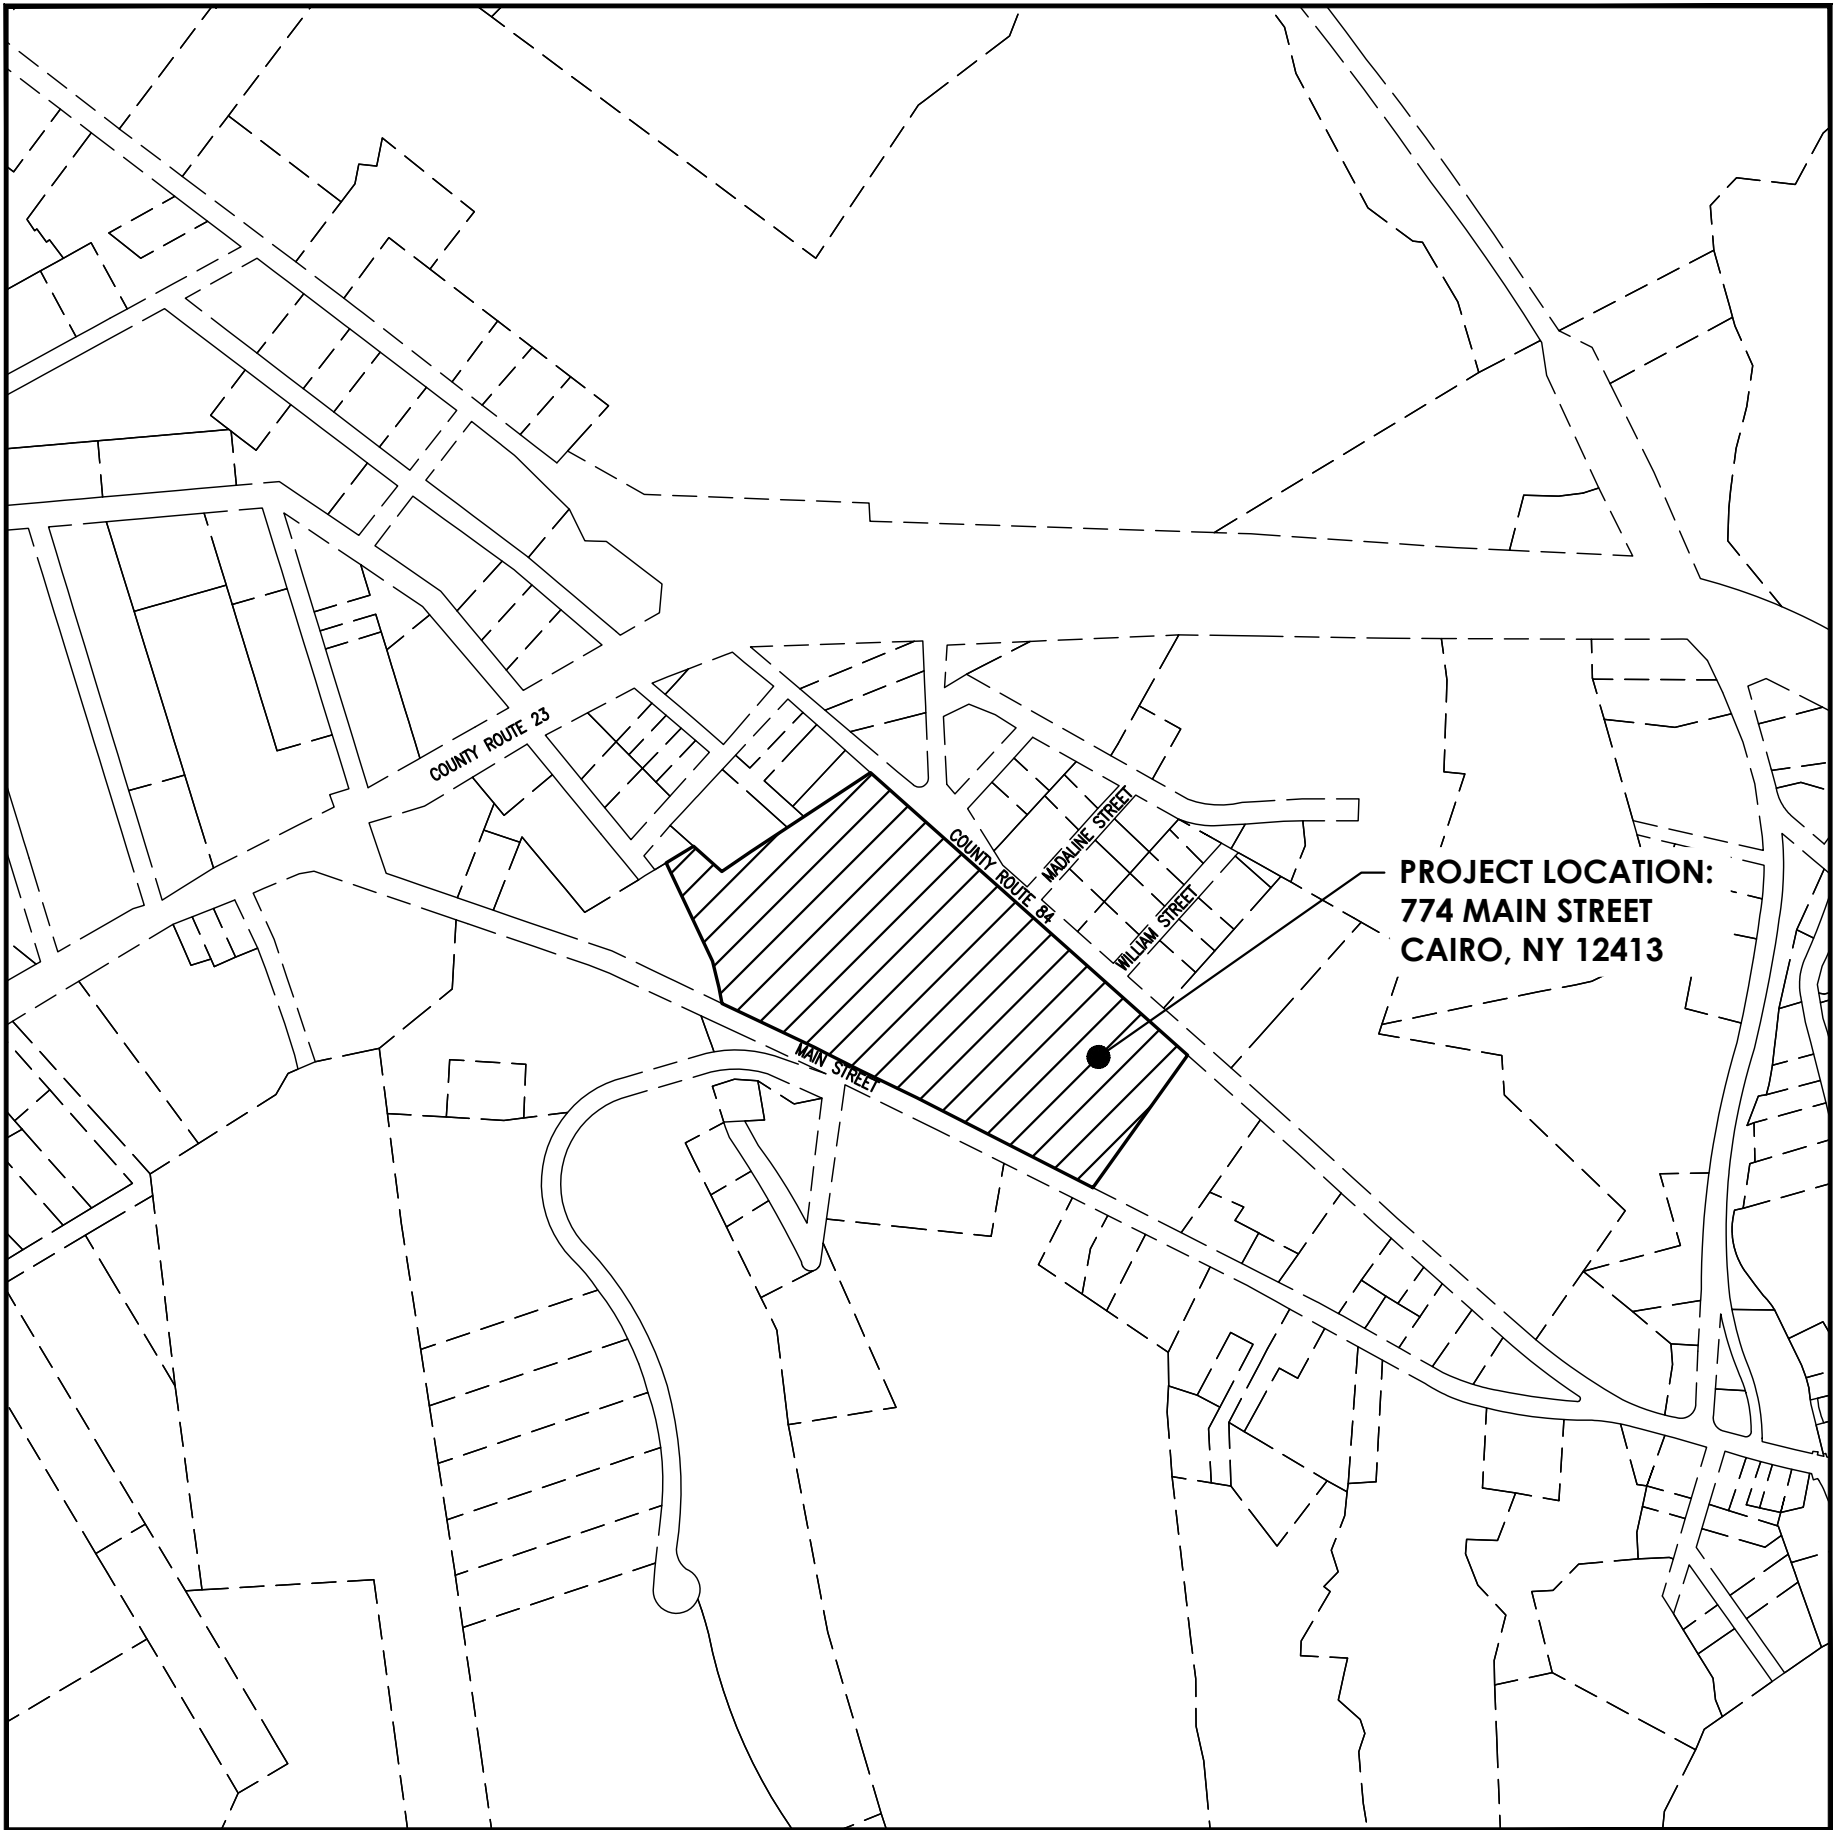 COUNTY ROUTE 23
MADALINE STREET
COUNTY ROUTE 84
WILLIAM STREET
PROJECT LOCATION:
774 MAIN STREET
CAIRO, NY 12413
MAIN STREET